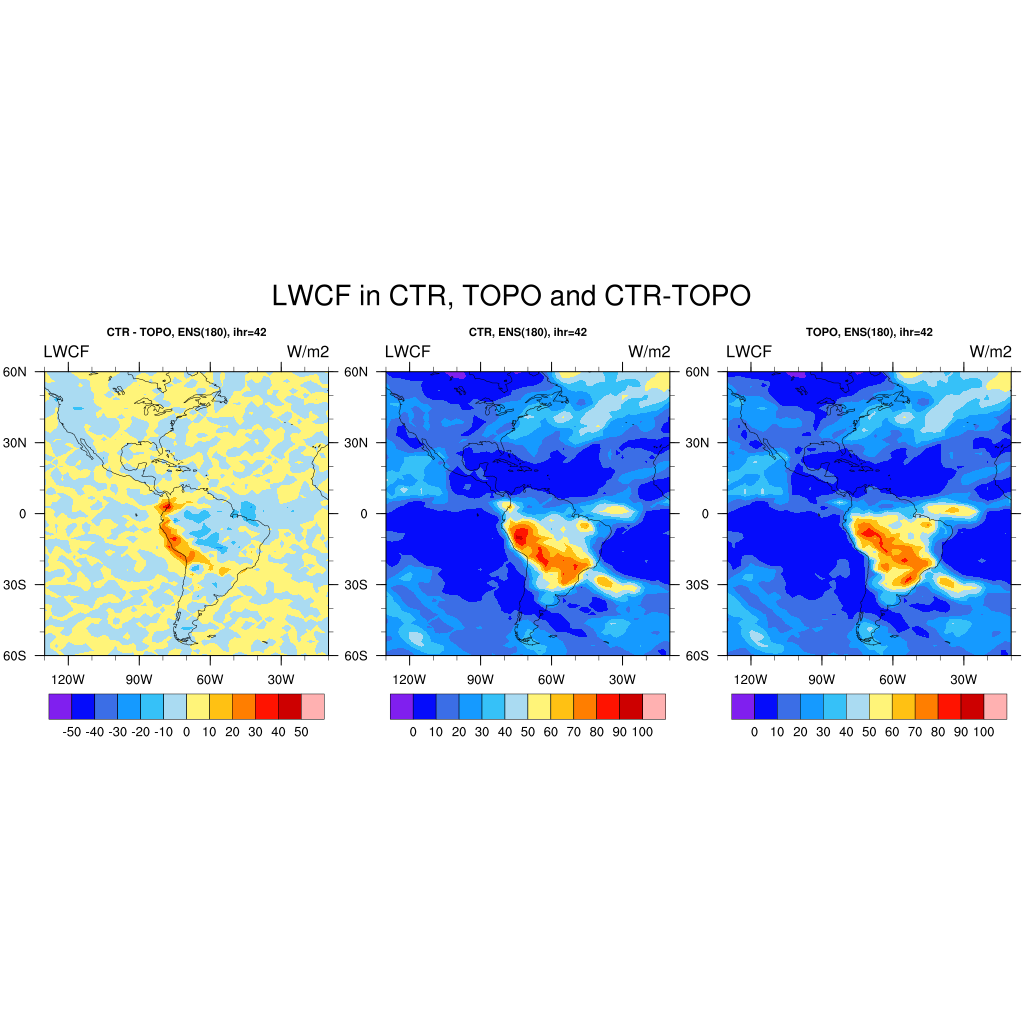 LWCF in CTR, TOPO and CTR-TOPO
CTR - TOPO, ENS(180), ihr=42
LWCF W/m2
60N
30N
0
30S
60S
120W 90W 60W 30W
-50 -40 -30 -20 -10 0 10 20 30 40 50
CTR, ENS(180), ihr=42
LWCF W/m2
60N
30N
0
30S
60S
120W 90W 60W 30W
0 10 20 30 40 50 60 70 80 90 100
TOPO, ENS(180), ihr=42
LWCF W/m2
60N
30N
0
30S
60S
120W 90W 60W 30W
0 10 20 30 40 50 60 70 80 90 100